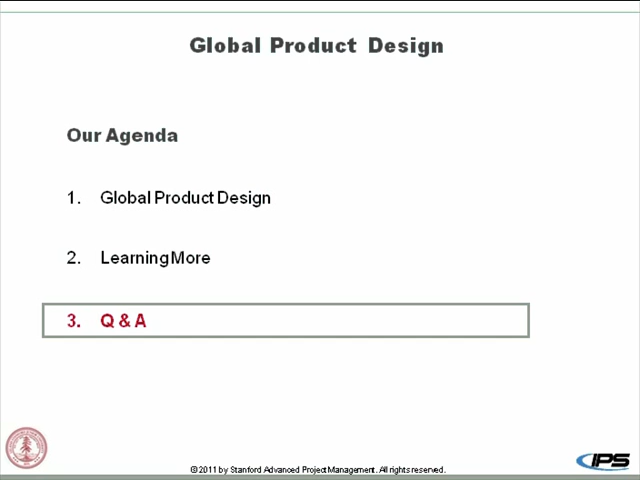 Global Product Design
Our Agenda
1. Global Product Design
2. Learning More
3. Q & A
© 2011 by Stanford Advanced Project Management. All rights reserved.
IPS